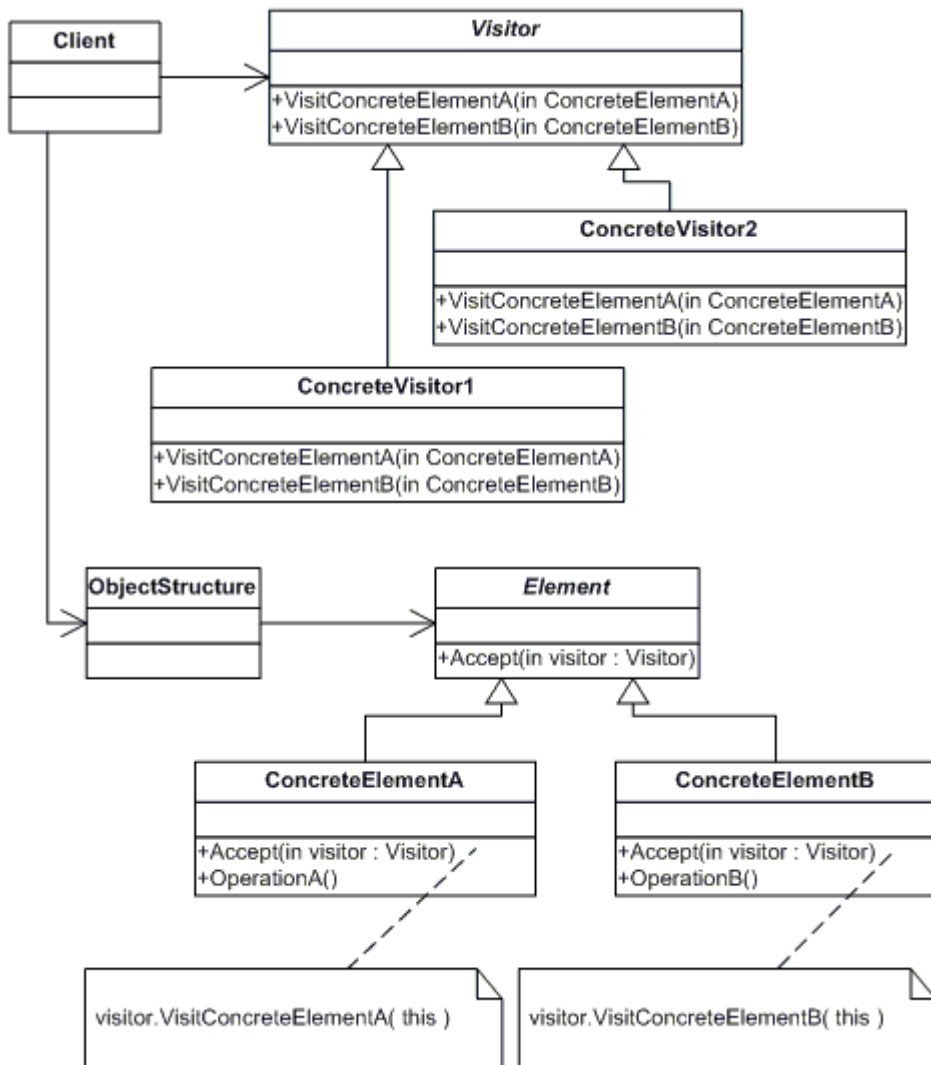 Client
Visitor
+VisitConcreteElementA(in ConcreteElementA)
+VisitConcreteElementB(in ConcreteElementB)
ConcreteVisitor2
+VisitConcreteElementA(in ConcreteElementA)
+VisitConcreteElementB(in ConcreteElementB)
ConcreteVisitor1
+VisitConcreteElementA(in ConcreteElementA)
+VisitConcreteElementB(in ConcreteElementB)
ObjectStructure
Element
+Accept(in visitor : Visitor)
ConcreteElementA
+Accept(in visitor : Visitor)
+OperationA()
ConcreteElementB
+Accept(in visitor : Visitor)
+OperationB()
visitor.VisitConcreteElementA( this )
visitor.VisitConcreteElementB( this )